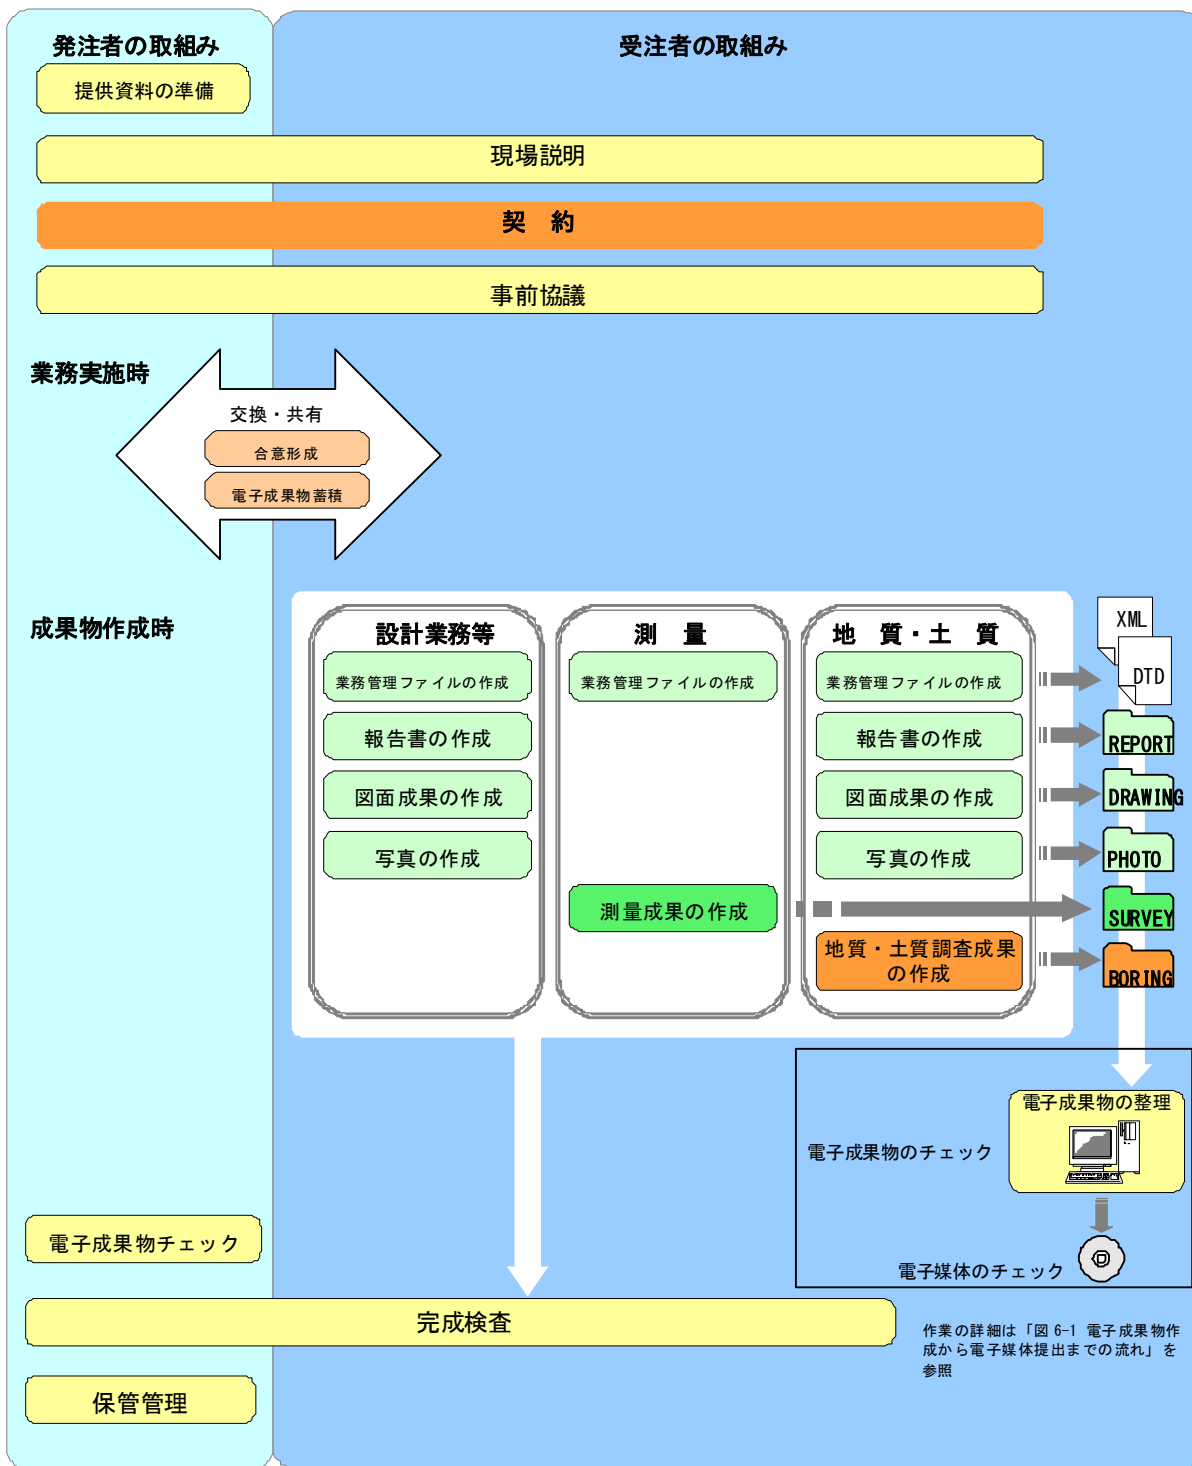 発注者の取組み
受注者の取組み
提供資料の準備
現場説明
契　約
事前協議
業務実施時
交換・共有
合意形成
電子成果物蓄積
成果物作成時
設計業務等
業務管理ファイルの作成
報告書の作成
図面成果の作成
写真の作成
測　量
業務管理ファイルの作成
測量成果の作成
地　質・土　質
業務管理ファイルの作成
報告書の作成
図面成果の作成
写真の作成
地質・土質調査成果
の作成
XML
DTD
REPORT
DRAWING
PHOTO
SURVEY
BORING
電子成果物の整理
電子成果物のチェック
電子媒体のチェック
電子成果物チェック
完成検査
作業の詳細は「図 6-1 電子成果物作
成から電子媒体提出までの流れ」を
参照
保管管理